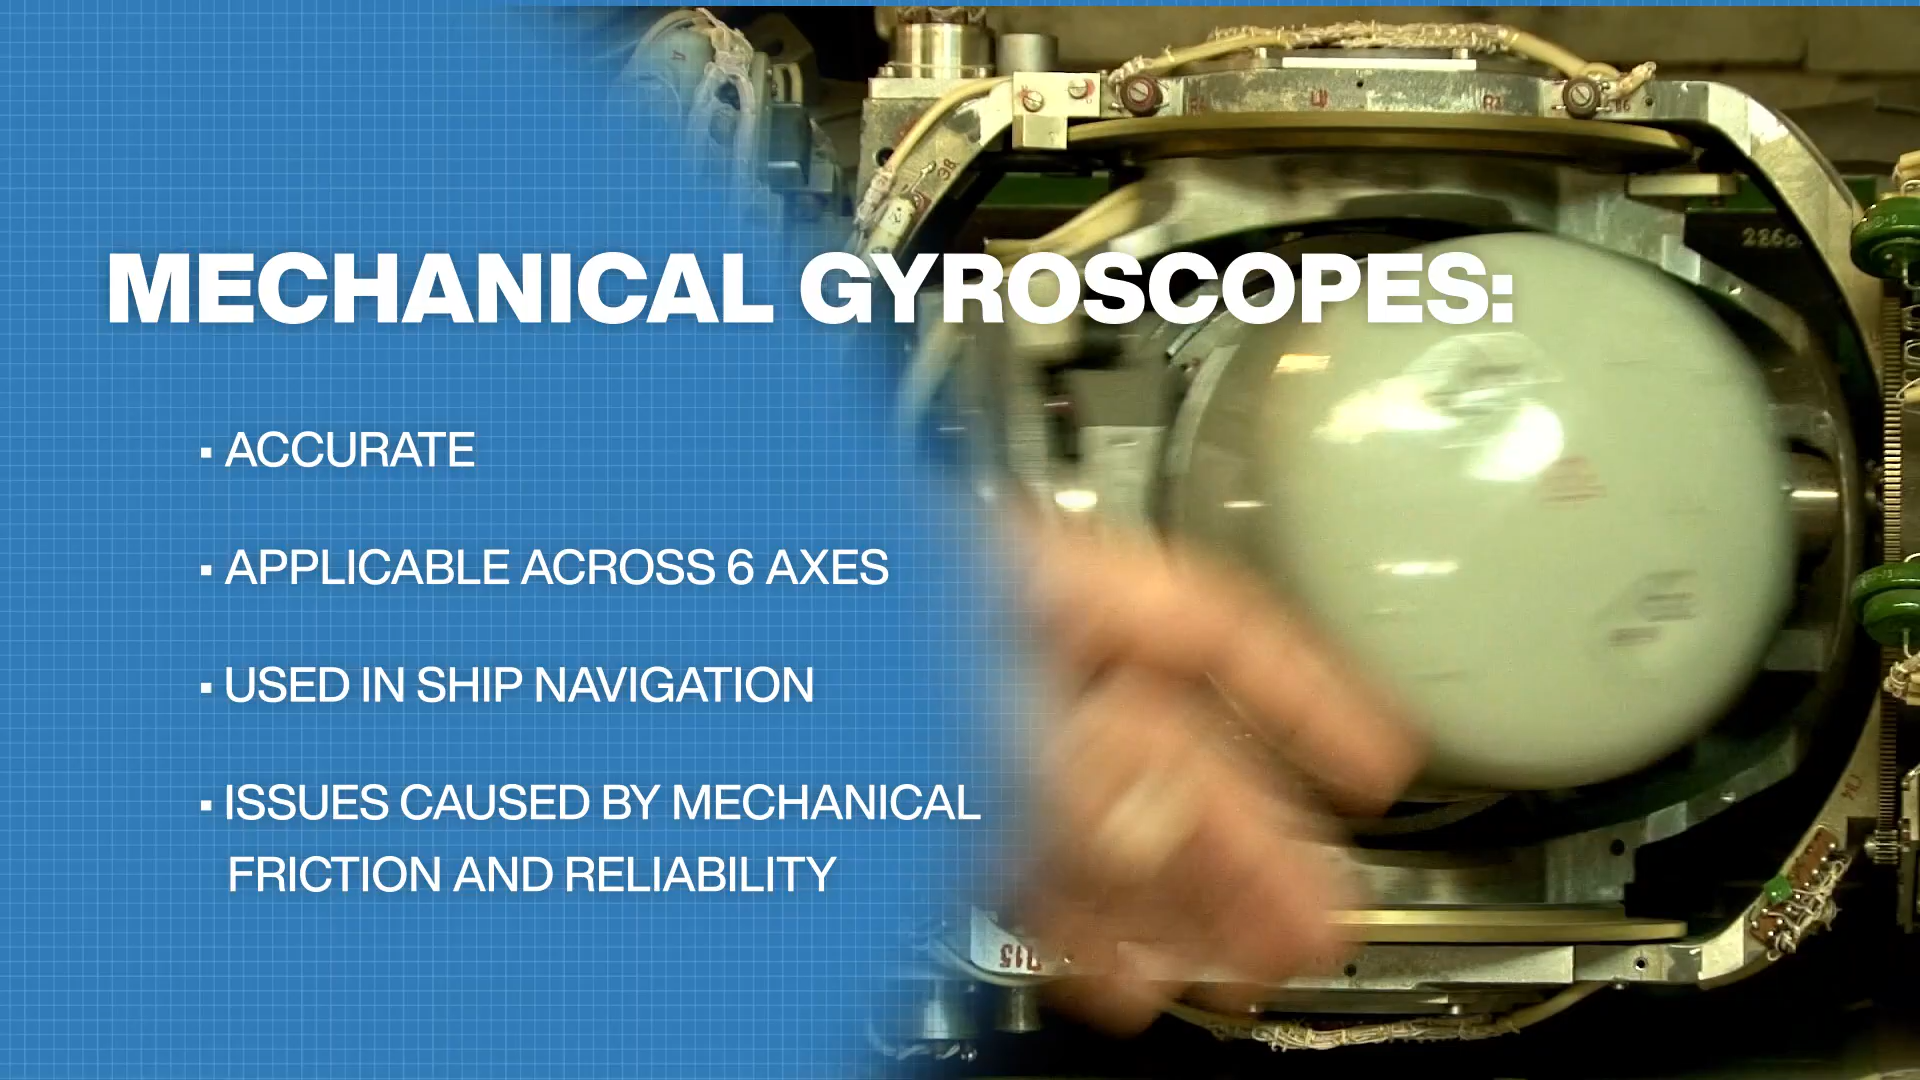 MECHANICAL GYROSCOPES:
▪ ACCURATE
▪ APPLICABLE ACROSS 6 AXES
▪ USED IN SHIP NAVIGATION
▪ ISSUES CAUSED BY MECHANICAL
FRICTION AND RELIABILITY